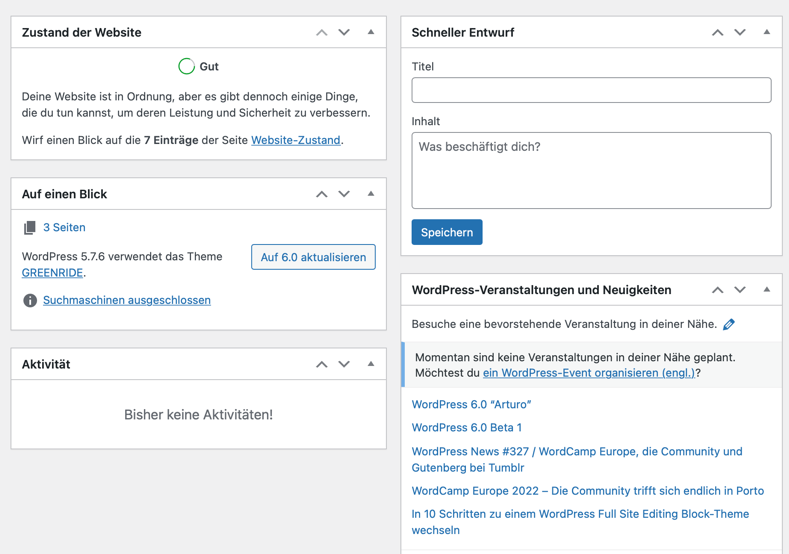 Zustand der Website
Gut
Deine Website ist in Ordnung, aber es gibt dennoch einige Dinge,
die du tun kannst, um deren Leistung und Sicherheit zu verbessern.
Wirf einen Blick auf die 7 Einträge der Seite Website-Zustand.
Auf einen Blick
3 Seiten
WordPress 5.7.6 verwendet das Theme
GREENRIDE.
Auf 6.0 aktualisieren
Suchmaschinen ausgeschlossen
Aktivität
Bisher keine Aktivitäten!
Schneller Entwurf
Titel
Inhalt
Was beschäftigt dich?
Speichern
WordPress-Veranstaltungen und Neuigkeiten
Besuche eine bevorstehende Veranstaltung in deiner Nähe.
Momentan sind keine Veranstaltungen in deiner Nähe geplant.
Möchtest du ein WordPress-Event organisieren (engl.)?
WordPress 6.0 “Arturo”
WordPress 6.0 Beta 1
WordPress News #327 / WordCamp Europe, die Community und
Gutenberg bei Tumblr
WordCamp Europe 2022 – Die Community trifft sich endlich in Porto
In 10 Schritten zu einem WordPress Full Site Editing Block-Theme
wechseln